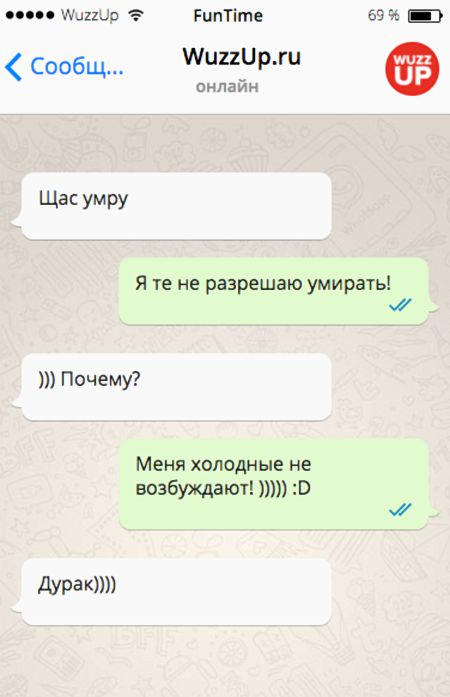 WuzzUp FunTime 69 %
WuzzUp.ru
Сообщ...
онлайн
WUZZ
UP
Щас умру
Я те не разрешаю умирать!
))) Почему?
Меня холодные не
возбуждают! ))))) :D
Дурак))))